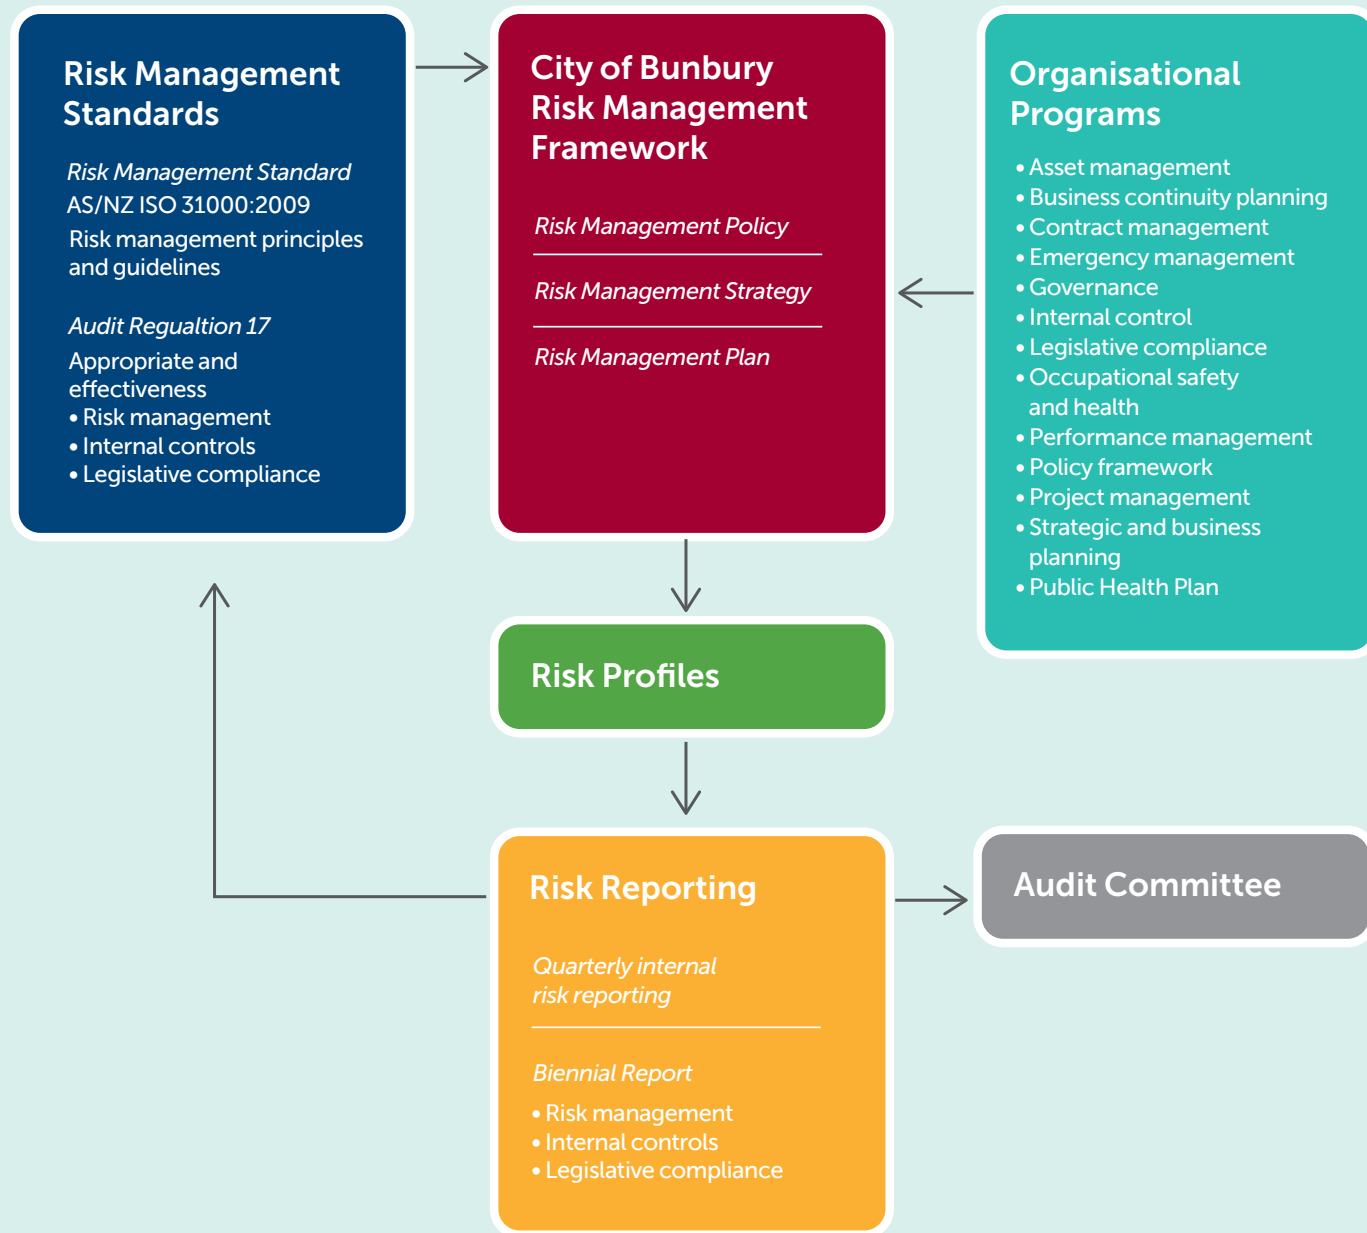 Risk Management
Standards
Risk Management Standard
AS/NZ ISO 31000:2009
Risk management principles
and guidelines
Audit Regualtion 17
Appropriate and
effectiveness
• Risk management
• Internal controls
• Legislative compliance
City of Bunbury
Risk Management
Framework
Risk Management Policy
Risk Management Strategy
Risk Management Plan
Organisational
Programs
• Asset management
• Business continuity planning
• Contract management
• Emergency management
• Governance
• Internal control
• Legislative compliance
• Occupational safety
and health
• Performance management
• Policy framework
• Project management
• Strategic and business
planning
• Public Health Plan
Risk Profiles
Risk Reporting
Quarterly internal
risk reporting
Biennial Report
• Risk management
• Internal controls
• Legislative compliance
Audit Committee